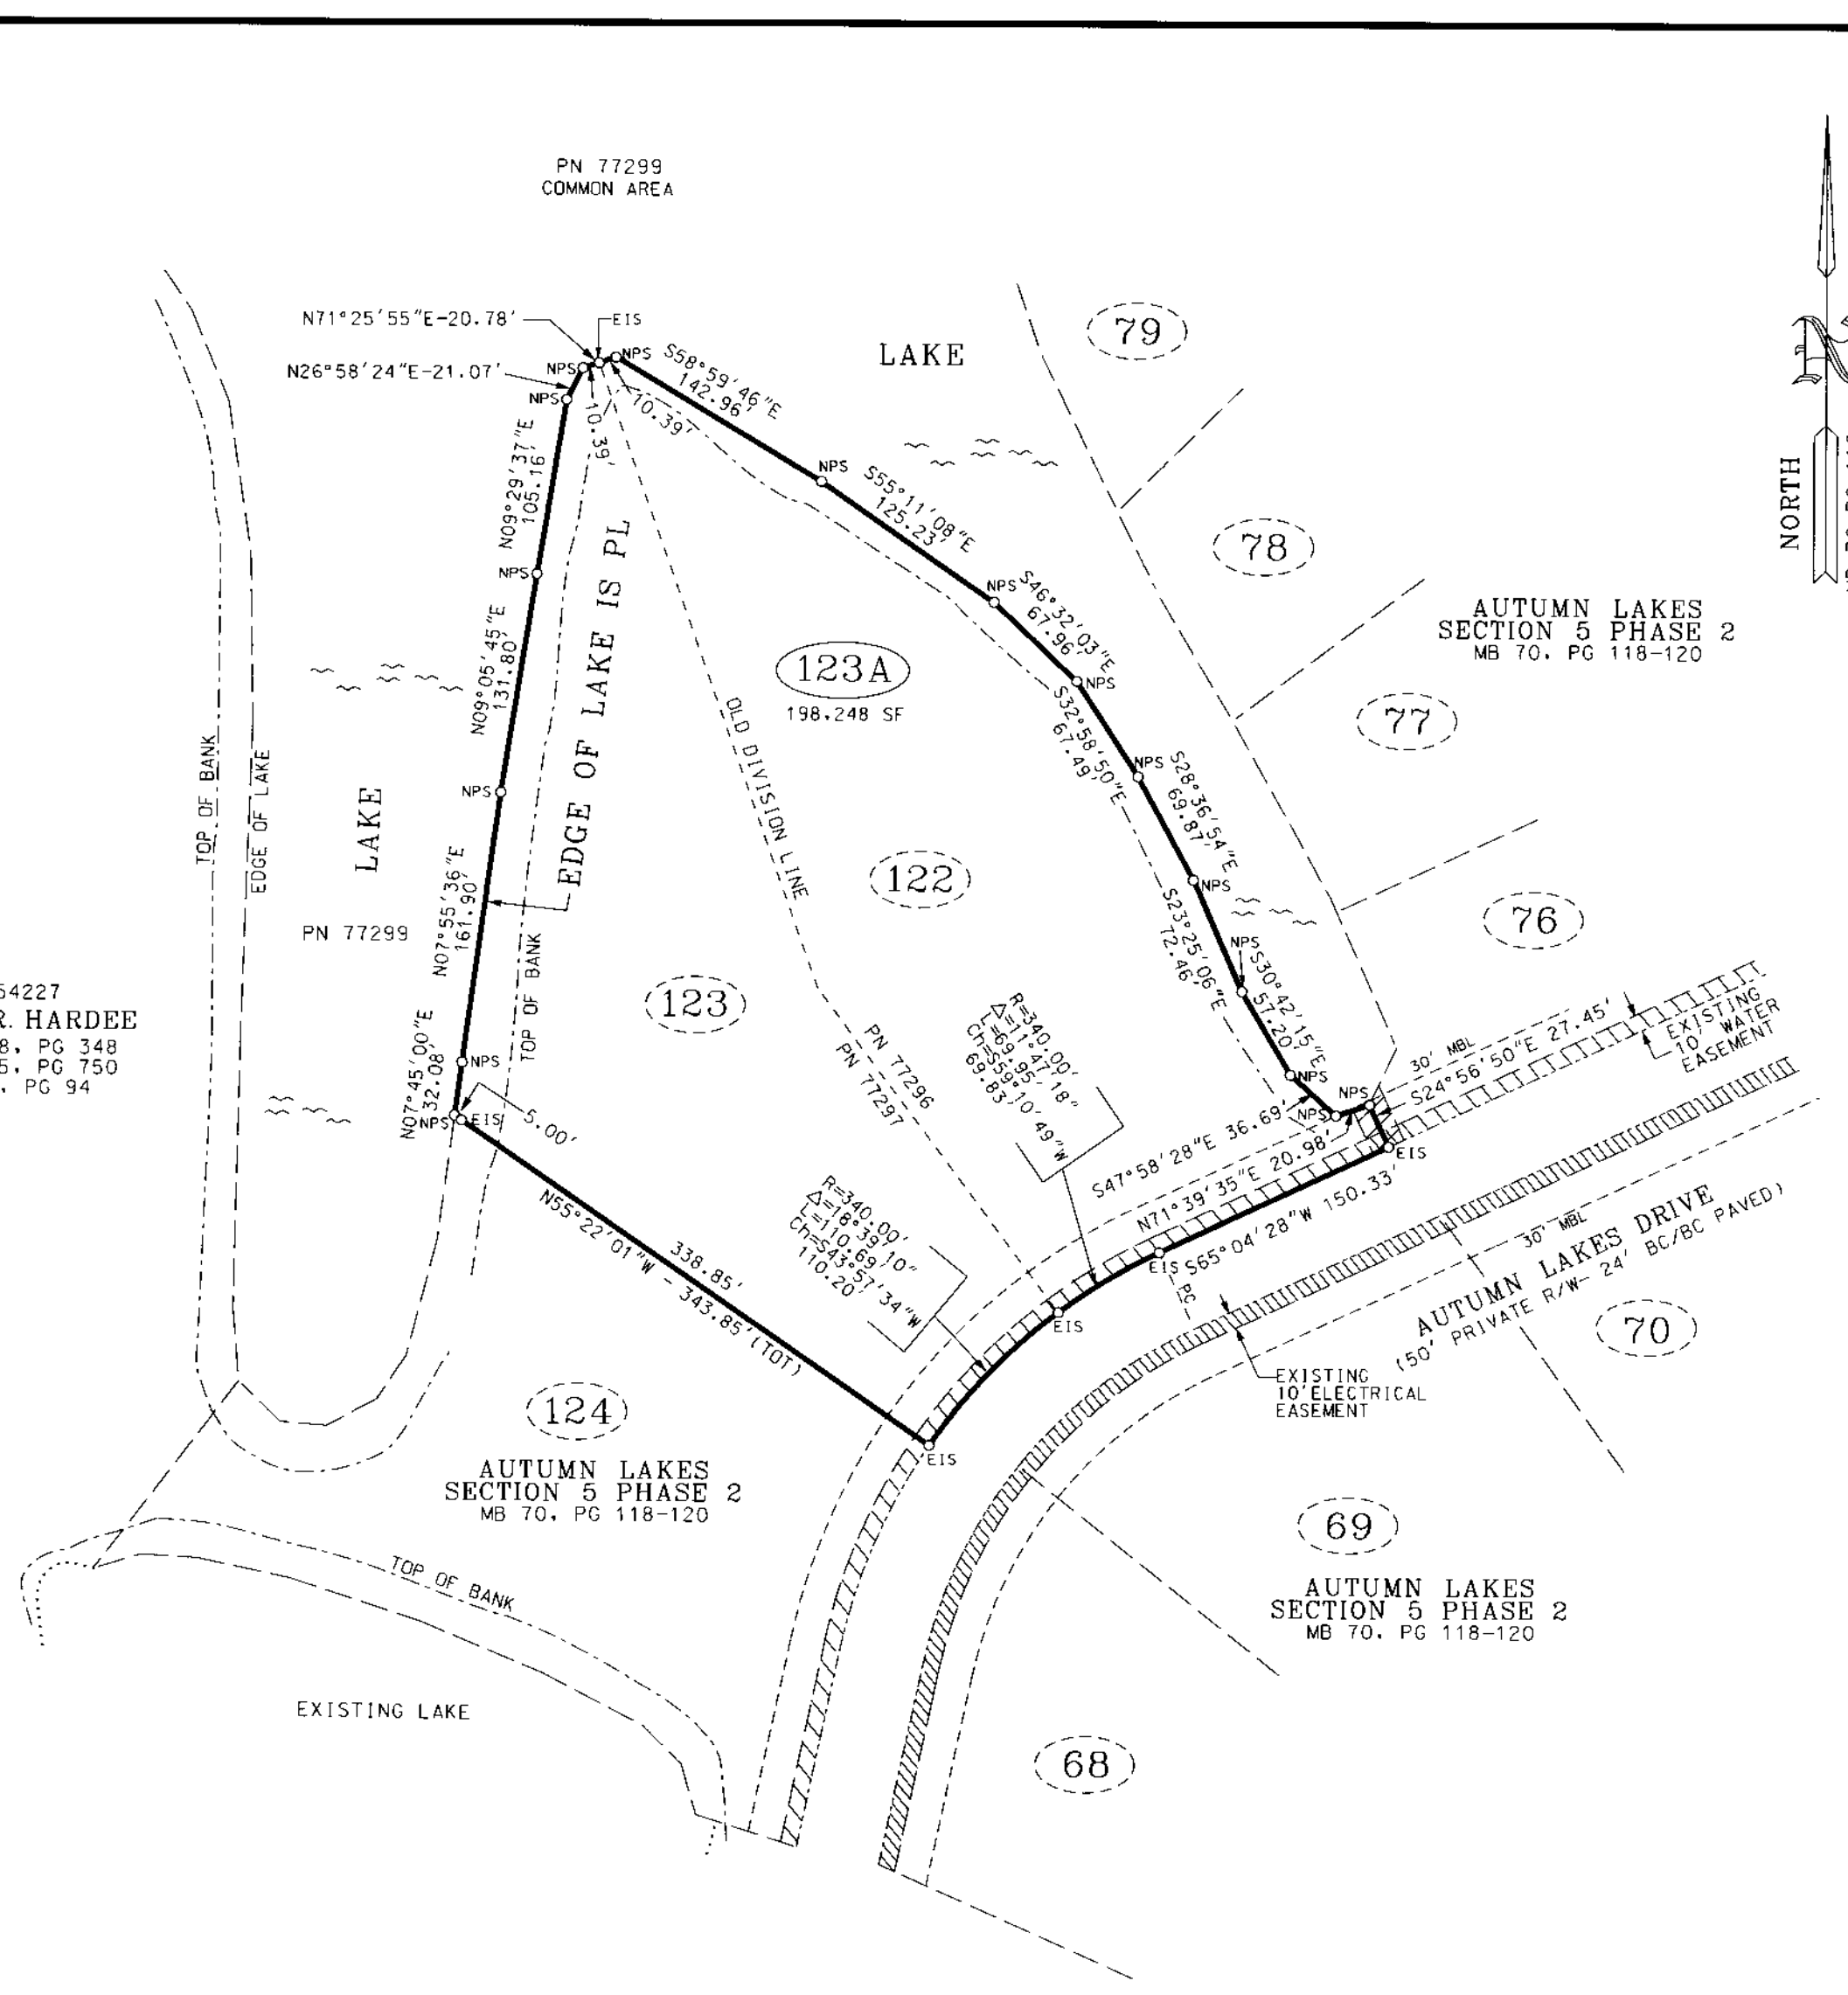 PN 77299
COMMON AREA
N71°25'55"E-20.78'
EIS
N26°58'24"E-21.07'
NPS
NPS
NPS
10.39'
10.39'
S58°59'46"E
142.96'
LAKE
79
NPS
S55°11'08"E
125.23'
78
NORTH
N09°29'37"E
105.16'
NPS
NPS
S46°32'03"E
67.96'
AUTUMN LAKES
SECTION 5 PHASE 2
MB 70, PG 118-120
EDGE OF LAKE IS PL
N09°05'45"E
131.80'
123A
198,248 SF
NPS
S32°58'50"E
67.49'
77
TOP OF BANK
EDGE OF LAKE
LAKE
NPS
OLD DIVISION LINE
NPS
S28°36'54"E
69.87'
122
NPS
76
N07°55'36"E
161.90'
PN 77299
TOP OF BANK
S23°25'06"E
72.46'
NPS
S30°42'15"E
57.20'
123
54227
R. HARDEE
8, PG 348
5, PG 750
, PG 94
N07°45'00"E
32.08'
NPS
NPS
EIS
5.00'
PN 77296
PN 77297
R=340.00'
Δ=11°47'18"
L=69.95'
Ch=S59°10'49"W
69.83'
30' MBL
S24°56'50"E 27.45'
EXISTING
10' WATER
EASEMENT
NPS
NPS
NPS
EIS
S47°58'28"E 36.69'
N71°39'35"E 20.98'
S65°04'28"W 150.33'
EIS
PC
R=340.00'
Δ=18°39'10"
L=110.69'
Ch=S43°57'34"W
110.20'
338.85'
N55°22'01"W - 343.85'(TOT)
EIS
EIS
30' MBL
AUTUMN LAKES DRIVE
(50' PRIVATE R/W- 24' BC/BC PAVED)
70
EXISTING
10'ELECTRICAL
EASEMENT
124
AUTUMN LAKES
SECTION 5 PHASE 2
MB 70, PG 118-120
69
AUTUMN LAKES
SECTION 5 PHASE 2
MB 70, PG 118-120
TOP OF BANK
EXISTING LAKE
68